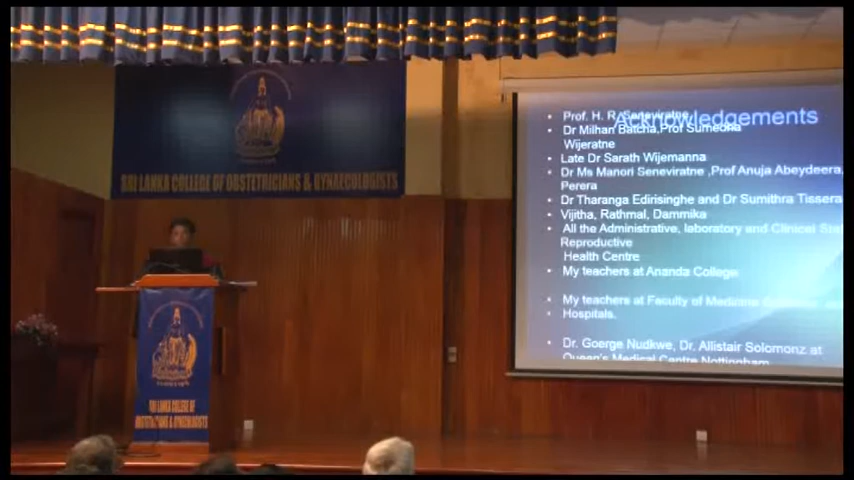 SRI LANKA COLLEGE OF OBSTETRICIANS & GYNAECOLOGISTS
SRI LANKA COLLEGE OF
OBSTETRICIANS & GYNAECOLOGISTS
Acknowledgements
• Prof. H. R. Seneviratne
• Dr Milhan Batcha, Prof Sumedha
Wijeratne
• Late Dr Sarath Wijemanna
• Dr Ms Manori Seneviratne ,Prof Anuja Abeydeera,
Perera
• Dr Tharanga Edirisinghe and Dr Sumithra Tissera
• Vijitha, Rathmal, Dammika
• All the Administrative, laboratory and Clinical
Reproductive
Health Centre
• My teachers at Ananda College
• My teachers at Faculty of Medicine
• Hospitals.
• Dr. Goerge Nudkwe, Dr. Allistair Solomonz at
Queen's Medical Centre Nottingham